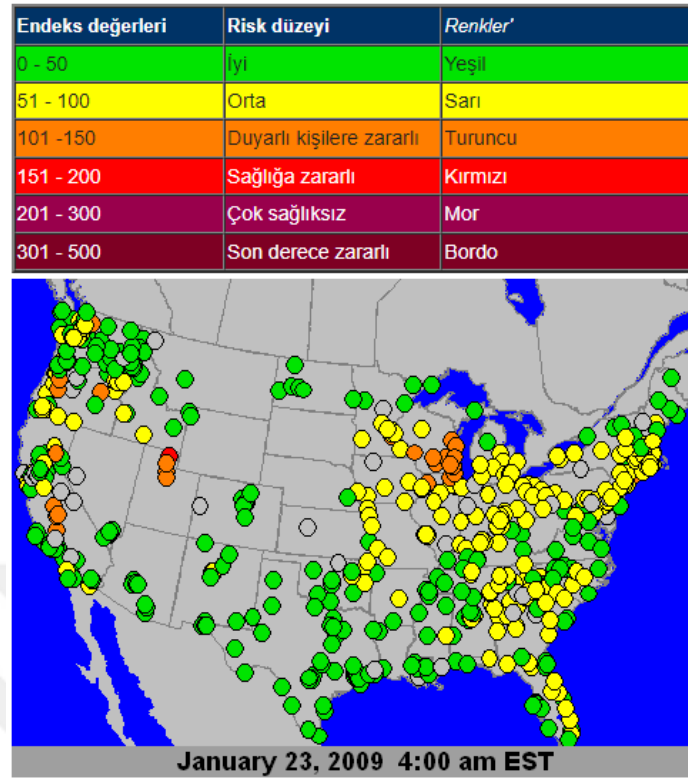 Endeks değerleri Risk düzeyi Renkler'
0 - 50 İyi Yeşil
51 - 100 Orta Sarı
101 -150 Duyarlı kişilere zararlı Turuncu
151 - 200 Sağlığa zararlı Kırmızı
201 - 300 Çok sağlıksız Mor
301 - 500 Son derece zararlı Bordo
January 23, 2009 4:00 am EST